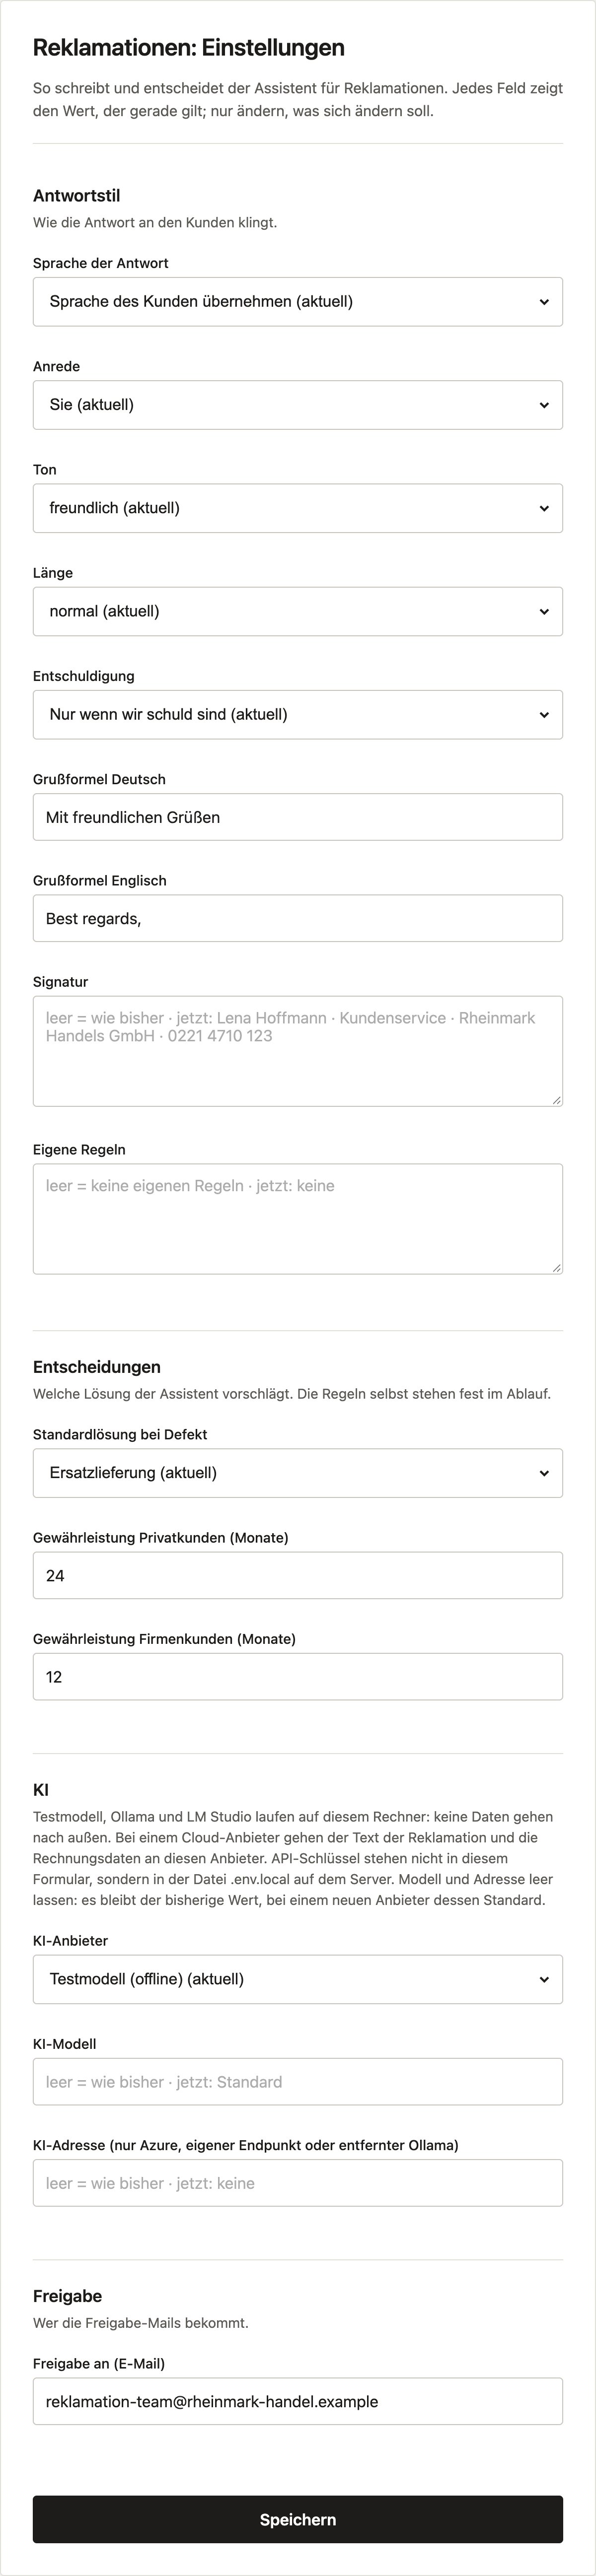 Reklamationen: Einstellungen
So schreibt und entscheidet der Assistent für Reklamationen. Jedes Feld zeigt
den Wert, der gerade gilt; nur ändern, was sich ändern soll.
Antwortstil
Wie die Antwort an den Kunden klingt.
Sprache der Antwort
Sprache des Kunden übernehmen (aktuell)
Anrede
Sie (aktuell)
Ton
freundlich (aktuell)
Länge
normal (aktuell)
Entschuldigung
Nur wenn wir schuld sind (aktuell)
Grußformel Deutsch
Mit freundlichen Grüßen
Grußformel Englisch
Best regards,
Signatur
leer = wie bisher · jetzt: Lena Hoffmann · Kundenservice · Rheinmark
Handels GmbH · 0221 4710 123
Eigene Regeln
leer = keine eigenen Regeln · jetzt: keine
Entscheidungen
Welche Lösung der Assistent vorschlägt. Die Regeln selbst stehen fest im Ablauf.
Standardlösung bei Defekt
Ersatzlieferung (aktuell)
Gewährleistung Privatkunden (Monate)
24
Gewährleistung Firmenkunden (Monate)
12
KI
Testmodell, Ollama und LM Studio laufen auf diesem Rechner: keine Daten gehen
nach außen. Bei einem Cloud-Anbieter gehen der Text der Reklamation und die
Rechnungsdaten an diesen Anbieter. API-Schlüssel stehen nicht in diesem
Formular, sondern in der Datei .env.local auf dem Server. Modell und Adresse leer
lassen: es bleibt der bisherige Wert, bei einem neuen Anbieter dessen Standard.
KI-Anbieter
Testmodell (offline) (aktuell)
KI-Modell
leer = wie bisher · jetzt: Standard
KI-Adresse (nur Azure, eigener Endpunkt oder entfernter Ollama)
leer = wie bisher · jetzt: keine
Freigabe
Wer die Freigabe-Mails bekommt.
Freigabe an (E-Mail)
reklamation-team@rheinmark-handel.example
Speichern